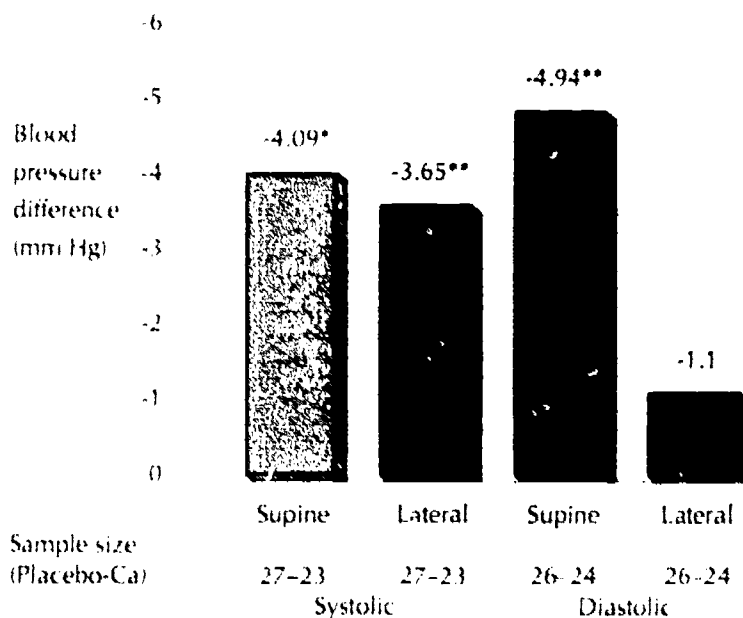 -6
-5
-4
-3
-2
-1
0
Blood
pressure
difference
(mm Hg)
-4.09*
-3.65**
-4.94**
-1.1
Supine Lateral Supine Lateral
Sample size
(Placebo-Ca) 27-23 27-23 26-24 26-24
Systolic Diastolic